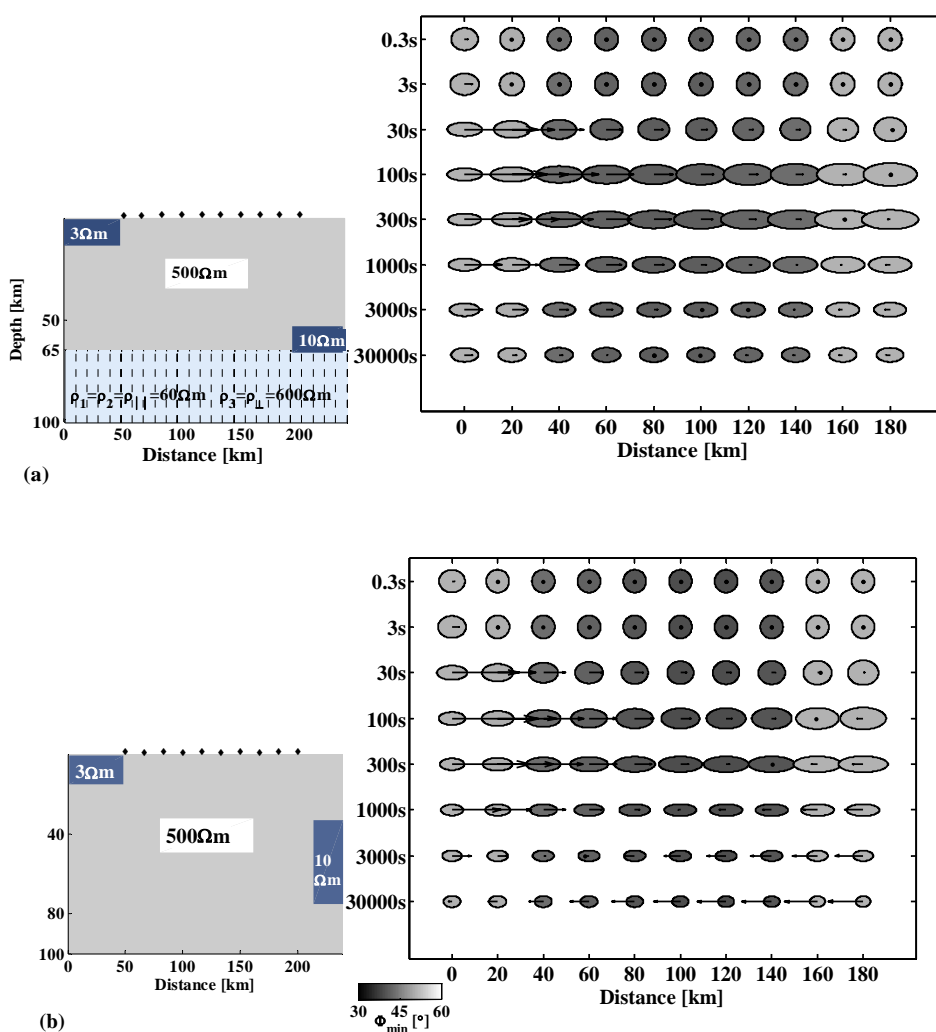 0.3s
3s
30s
100s
300s
1000s
3000s
30000s
0 20 40 60 80 100 120 140 160 180
Distance [km]
3Ωm
500Ωm
10Ωm
Depth [km]
50
65
100
ρ1=ρ2=ρ|| =60Ωm ρ3=ρ⊥=600Ωm
0 50 100 150 200
Distance [km]
(a)
0.3s
3s
30s
100s
300s
1000s
3000s
30000s
0 20 40 60 80 100 120 140 160 180
Distance [km]
3Ωm
500Ωm
10
Ωm
40
80
100
0 50 100 150 200
Distance [km]
(b)
30 45 60
Φmin [°]